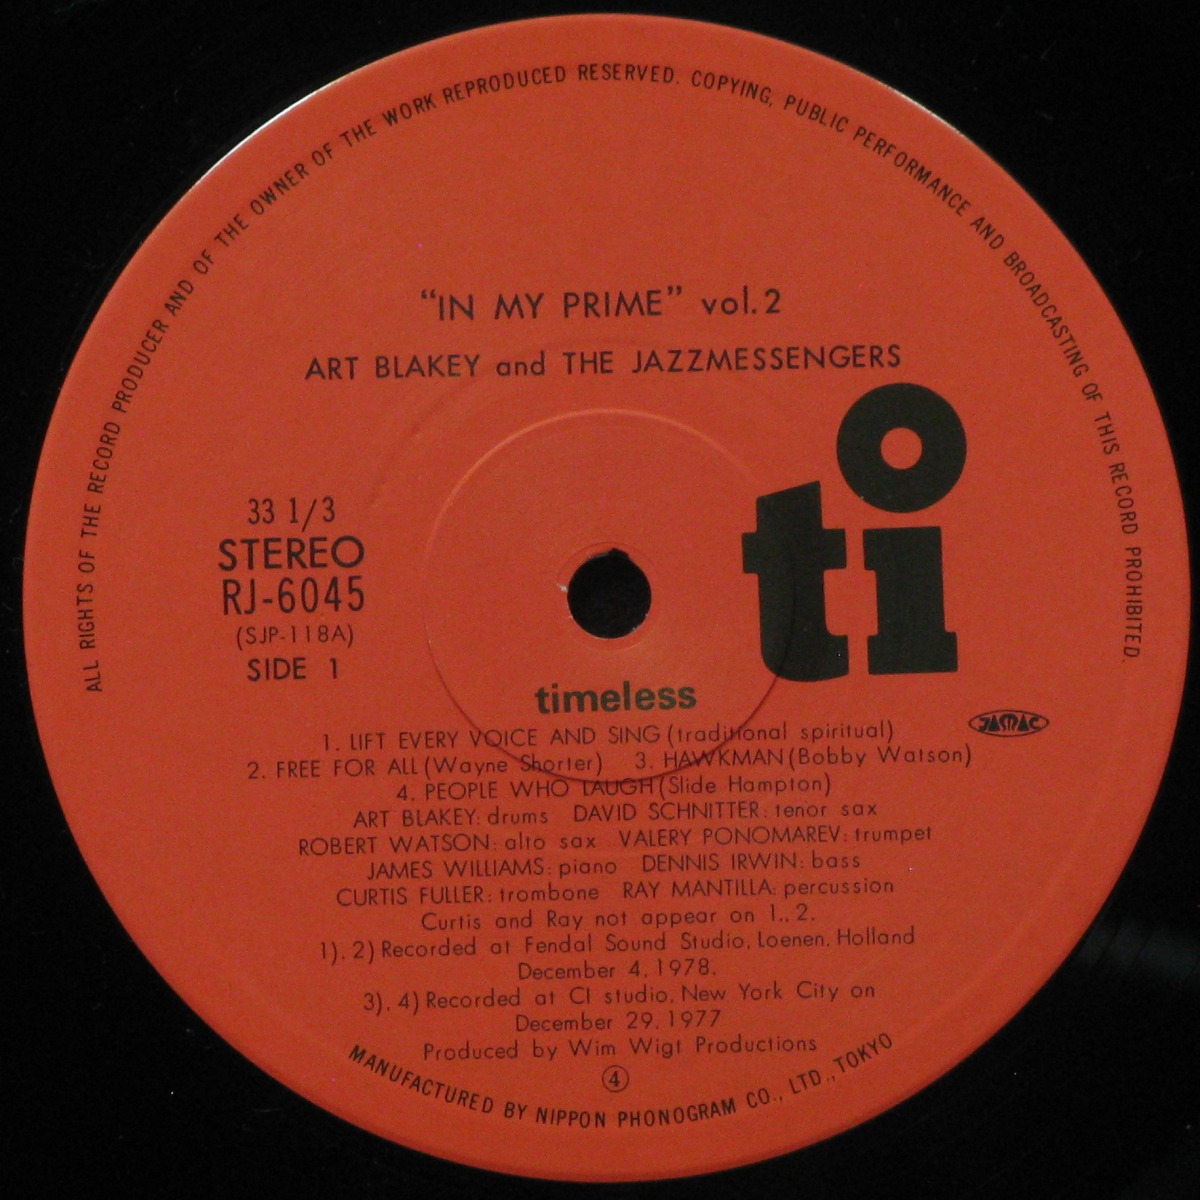 ALL RIGHTS OF THE RECORD PRODUCER AND OF THE OWNER OF THE WORK REPRODUCED RESERVED. COPYING, PUBLIC PERFORMANCE AND BROADCASTING OF THIS RECORD PROHIBITED.
“IN MY PRIME” vol. 2
ART BLAKEY and THE JAZZMESSENGERS
ti
33 1/3
STEREO
RJ-6045
(SJP-118A)
SIDE 1
timeless
JASRAC
1. LIFT EVERY VOICE AND SING (traditional spiritual)
2. FREE FOR ALL (Wayne Shorter) 3. HAWKMAN (Bobby Watson)
4. PEOPLE WHO LAUGH (Slide Hampton)
ART BLAKEY: drums DAVID SCHNITTER: tenor sax
ROBERT WATSON: alto sax VALERY PONOMAREV: trumpet
JAMES WILLIAMS: piano DENNIS IRWIN: bass
CURTIS FULLER: trombone RAY MANTILLA: percussion
Curtis and Ray not appear on 1., 2.
1), 2) Recorded at Fendal Sound Studio, Loenen, Holland
December 4, 1978.
3), 4) Recorded at CI studio, New York City on
December 29, 1977
Produced by Wim Wigt Productions
④
MANUFACTURED BY NIPPON PHONOGRAM CO., LTD., TOKYO